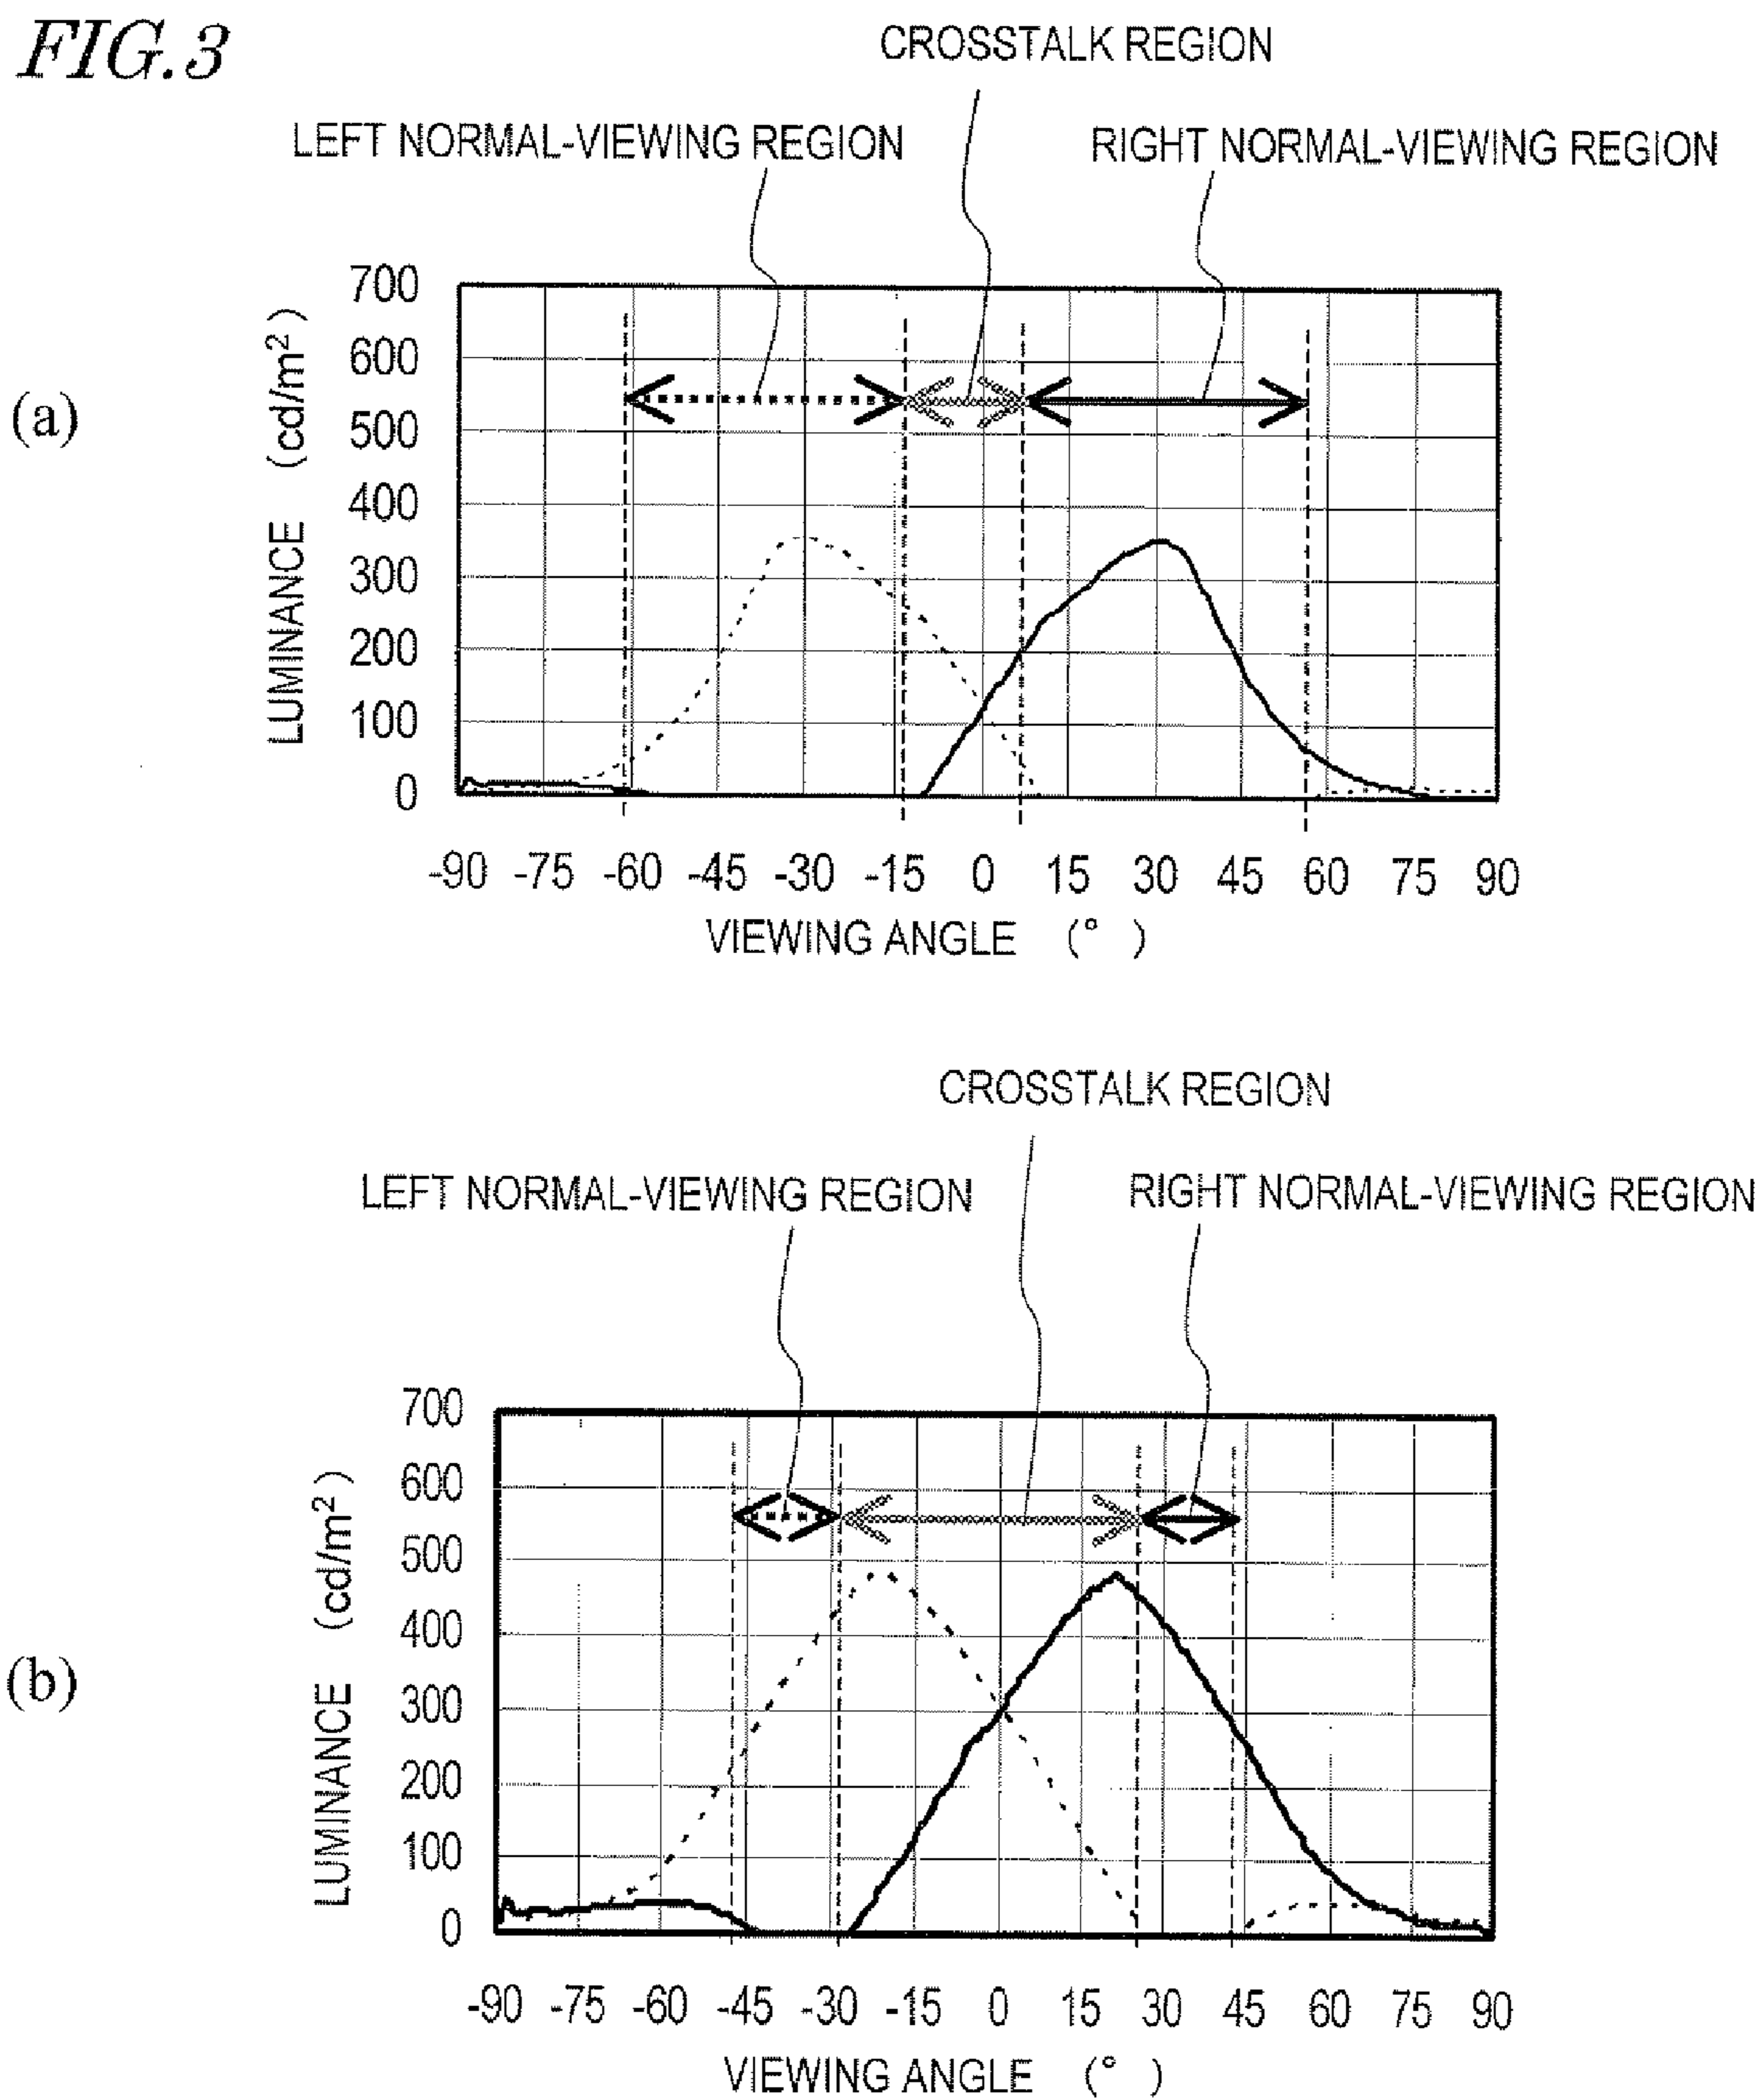 FIG.3
CROSSTALK REGION
LEFT NORMAL-VIEWING REGION
RIGHT NORMAL-VIEWING REGION
(a)
LUMINANCE (cd/m²)
700
600
500
400
300
200
100
0
-90 -75 -60 -45 -30 -15 0 15 30 45 60 75 90
VIEWING ANGLE (° )
CROSSTALK REGION
LEFT NORMAL-VIEWING REGION
RIGHT NORMAL-VIEWING REGION
(b)
LUMINANCE (cd/m²)
700
600
500
400
300
200
100
0
-90 -75 -60 -45 -30 -15 0 15 30 45 60 75 90
VIEWING ANGLE (° )